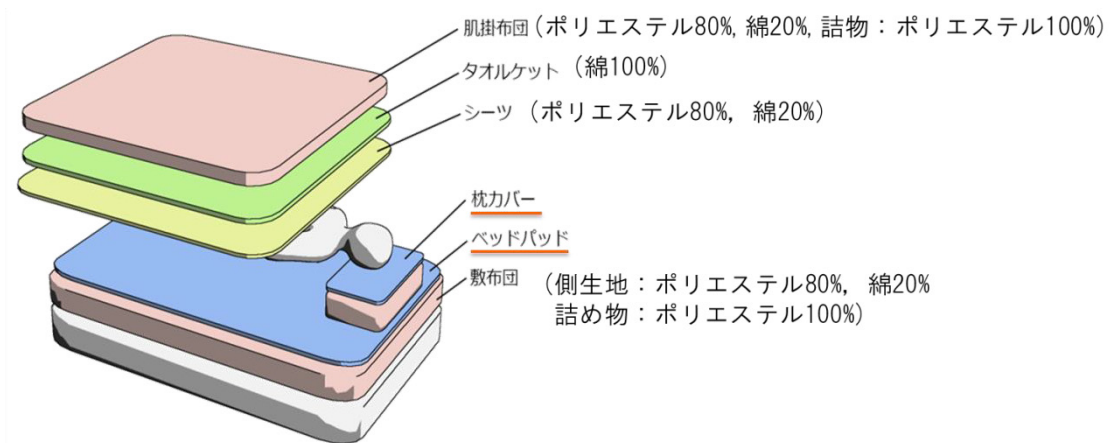 肌掛布団(ポリエステル80%, 綿20%, 詰物：ポリエステル100%)
タオルケット (綿100%)
シーツ (ポリエステル80%, 綿20%)
枕カバー
ベッドパッド
敷布団 (側生地：ポリエステル80%, 綿20%
詰め物：ポリエステル100%)